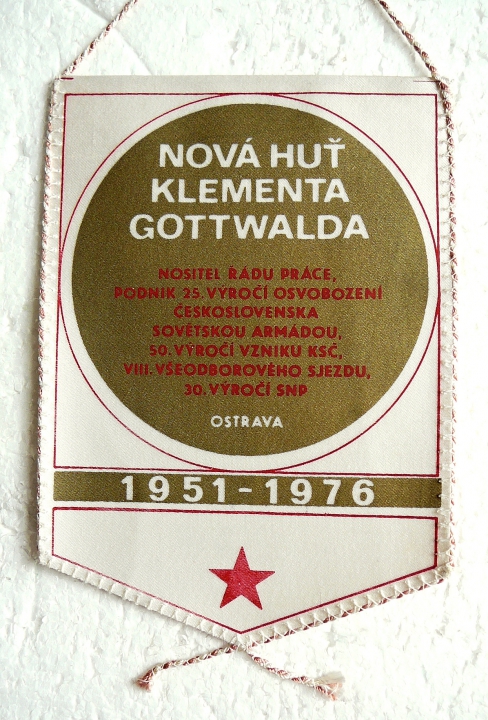 NOVÁ HUŤ
KLEMENTA
GOTTWALDA
NOSITEL ŘÁDU PRÁCE,
PODNIK 25. VÝROČÍ OSVOBOZENÍ
ČESKOSLOVENSKA
SOVĚTSKOU ARMÁDOU,
50. VÝROČÍ VZNIKU KSČ,
VIII. VŠEODBOROVÉHO SJEZDU,
30. VÝROČÍ SNP
OSTRAVA
1951-1976